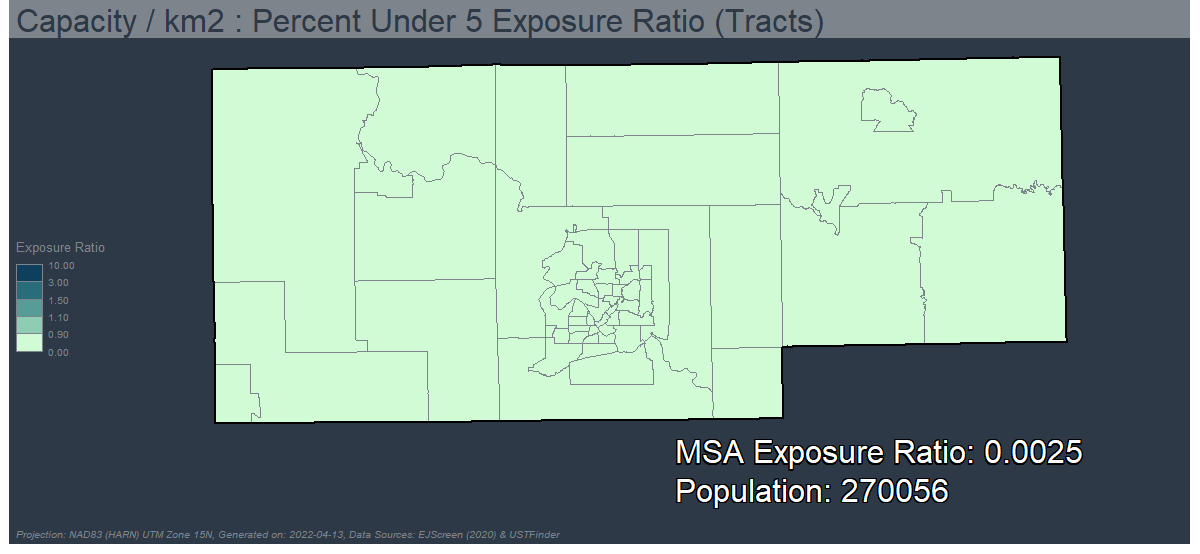 Capacity / km2 : Percent Under 5 Exposure Ratio (Tracts)
Exposure Ratio
10.00
3.00
1.50
1.10
0.90
0.00
MSA Exposure Ratio: 0.0025
Population: 270056
Projection: NAD83 (HARN) UTM Zone 15N, Generated on: 2022-04-13, Data Sources: EJScreen (2020) & USTFinder